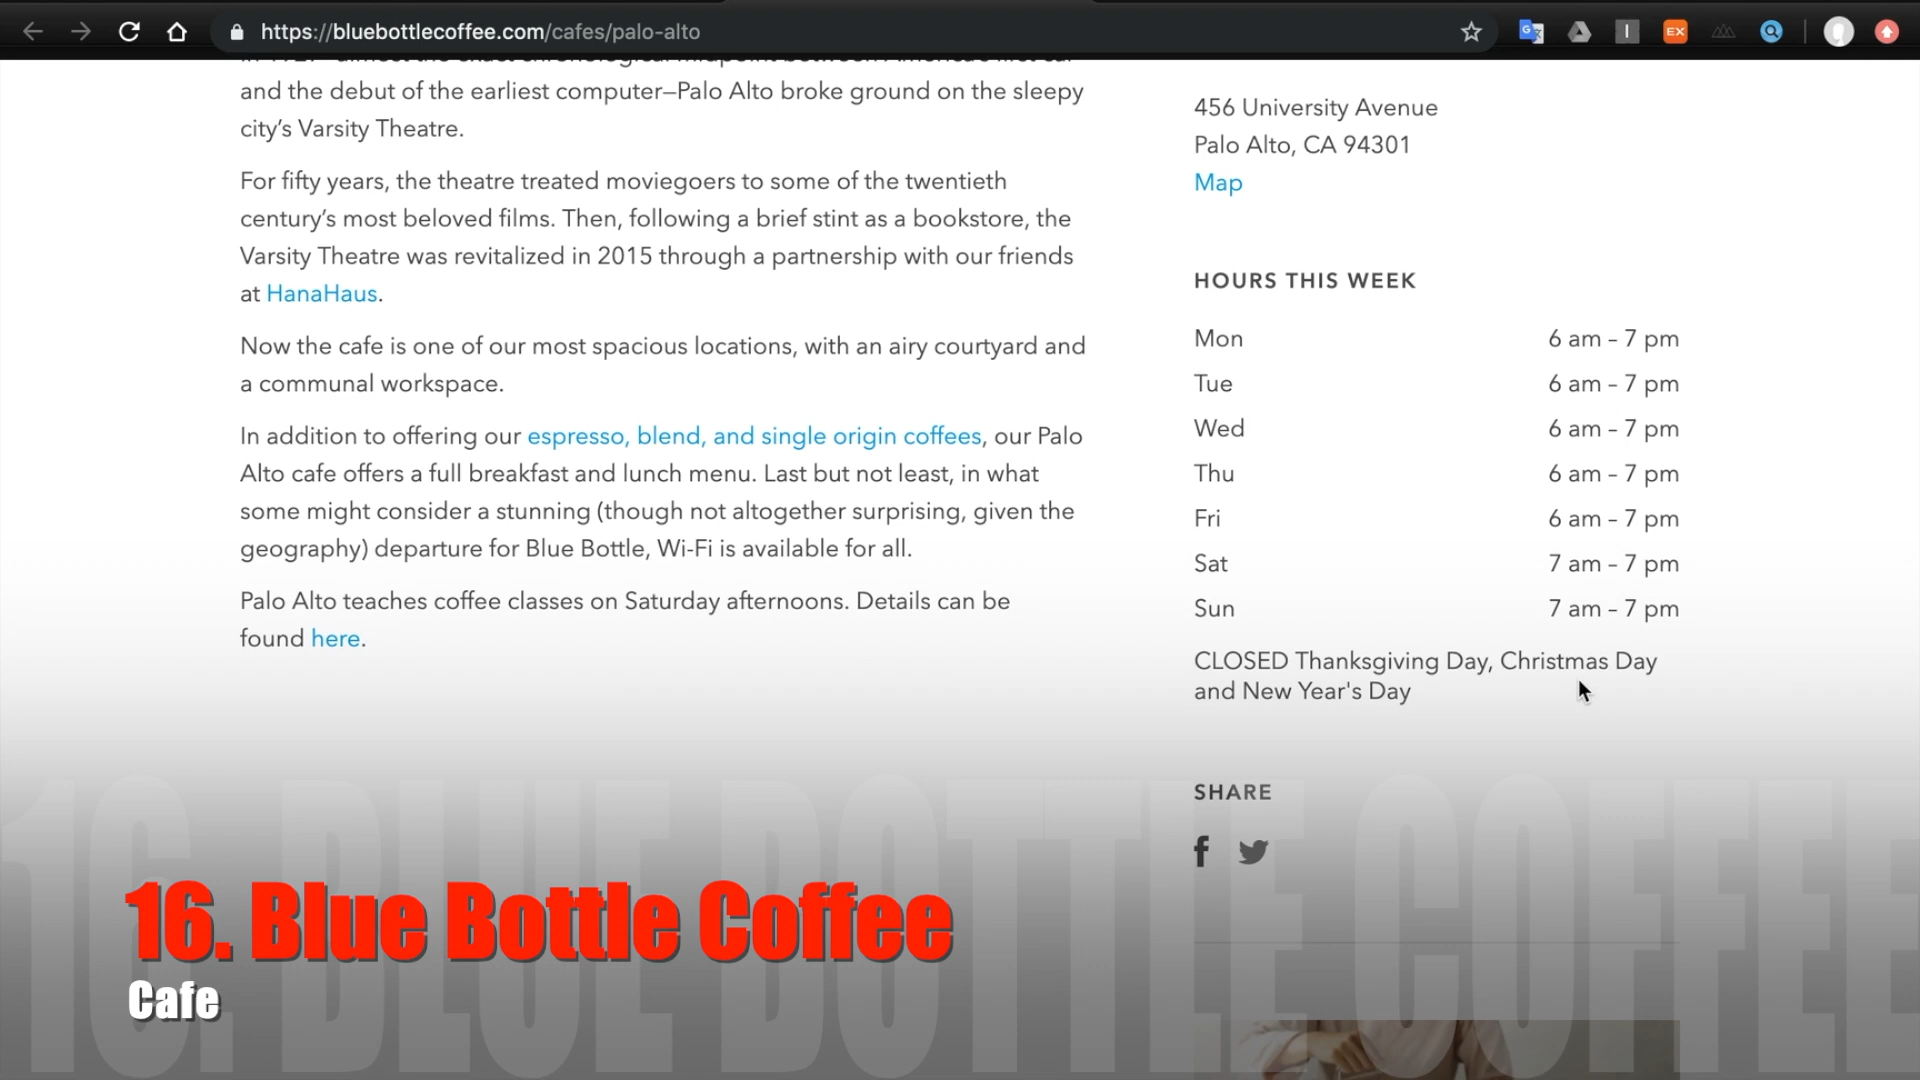 https://bluebottlecoffee.com/cafes/palo-alto
and the debut of the earliest computer—Palo Alto broke ground on the sleepy
city’s Varsity Theatre.
For fifty years, the theatre treated moviegoers to some of the twentieth
century’s most beloved films. Then, following a brief stint as a bookstore, the
Varsity Theatre was revitalized in 2015 through a partnership with our friends
at HanaHaus.
Now the cafe is one of our most spacious locations, with an airy courtyard and
a communal workspace.
In addition to offering our espresso, blend, and single origin coffees, our Palo
Alto cafe offers a full breakfast and lunch menu. Last but not least, in what
some might consider a stunning (though not altogether surprising, given the
geography) departure for Blue Bottle, Wi-Fi is available for all.
Palo Alto teaches coffee classes on Saturday afternoons. Details can be
found here.
456 University Avenue
Palo Alto, CA 94301
Map
HOURS THIS WEEK
Mon 6 am – 7 pm
Tue 6 am – 7 pm
Wed 6 am – 7 pm
Thu 6 am – 7 pm
Fri 6 am – 7 pm
Sat 7 am – 7 pm
Sun 7 am – 7 pm
CLOSED Thanksgiving Day, Christmas Day
and New Year's Day
SHARE
16. BLUE BOTTLE COFFEE
16. Blue Bottle Coffee
Cafe